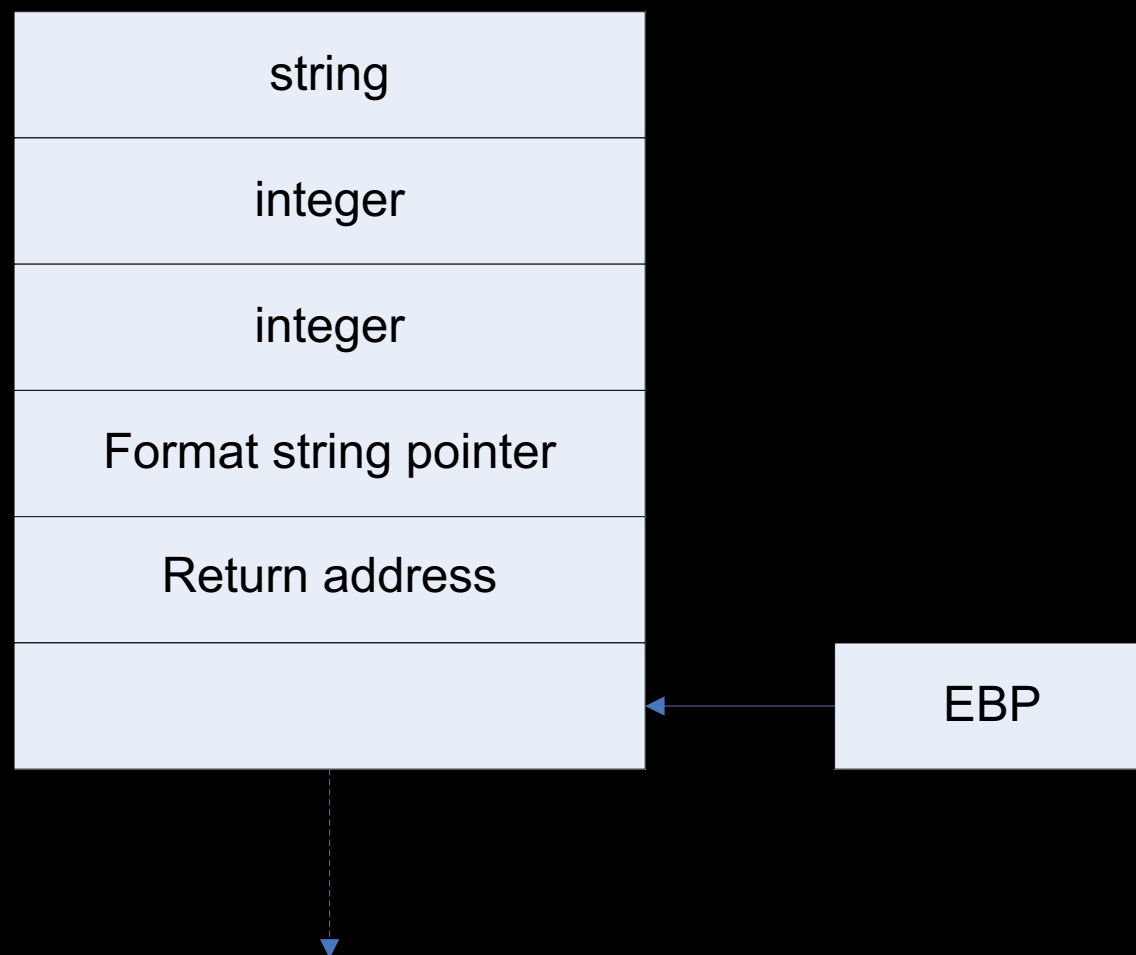 string
integer
integer
Format string pointer
Return address
EBP